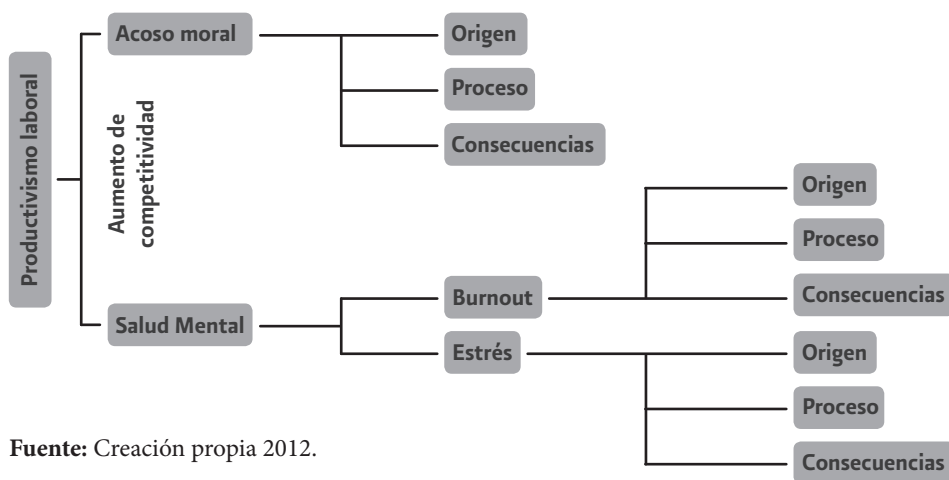 Productivismo laboral
Acoso moral
Origen
Proceso
Consecuencias
Aumento de
competitividad
Salud Mental
Burnout
Origen
Proceso
Consecuencias
Estrés
Origen
Proceso
Consecuencias
Fuente: Creación propia 2012.